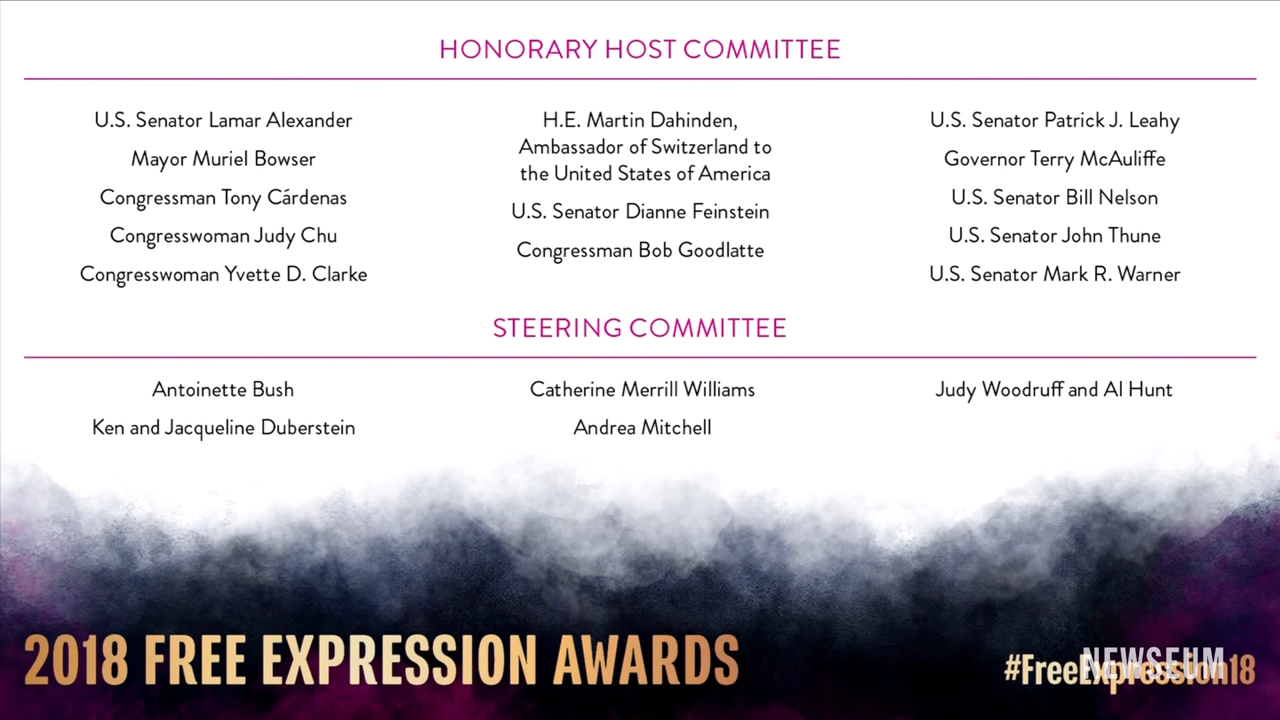 HONORARY HOST COMMITTEE
U.S. Senator Lamar Alexander
Mayor Muriel Bowser
Congressman Tony Cárdenas
Congresswoman Judy Chu
Congresswoman Yvette D. Clarke
H.E. Martin Dahinden,
Ambassador of Switzerland to
the United States of America
U.S. Senator Dianne Feinstein
Congressman Bob Goodlatte
U.S. Senator Patrick J. Leahy
Governor Terry McAuliffe
U.S. Senator Bill Nelson
U.S. Senator John Thune
U.S. Senator Mark R. Warner
STEERING COMMITTEE
Antoinette Bush
Ken and Jacqueline Duberstein
Catherine Merrill Williams
Andrea Mitchell
Judy Woodruff and Al Hunt
2018 FREE EXPRESSION AWARDS
#FreeExpression18
NEWSEUM